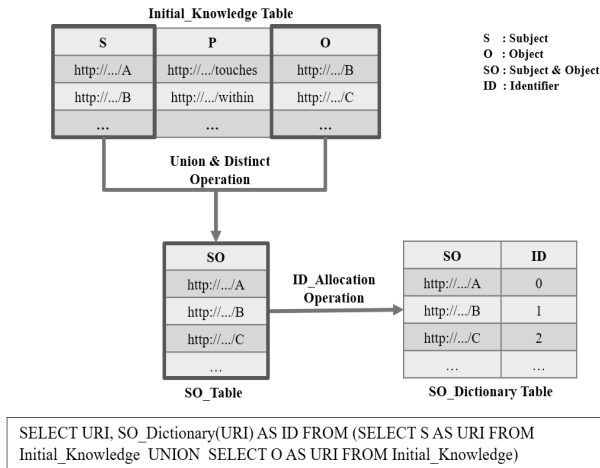 Initial_Knowledge Table
S P O
http://.../A http://.../touches http://.../B
http://.../B http://.../within http://.../C
... ... ...
S : Subject
O : Object
SO : Subject & Object
ID : Identifier
Union & Distinct
Operation
SO
http://.../A
http://.../B
http://.../C
...
SO_Table
ID_Allocation
Operation
SO ID
http://.../A 0
http://.../B 1
http://.../C 2
... ...
SO_Dictionary Table
SELECT URI, SO_Dictionary(URI) AS ID FROM (SELECT S AS URI FROM
Initial_Knowledge UNION SELECT O AS URI FROM Initial_Knowledge)